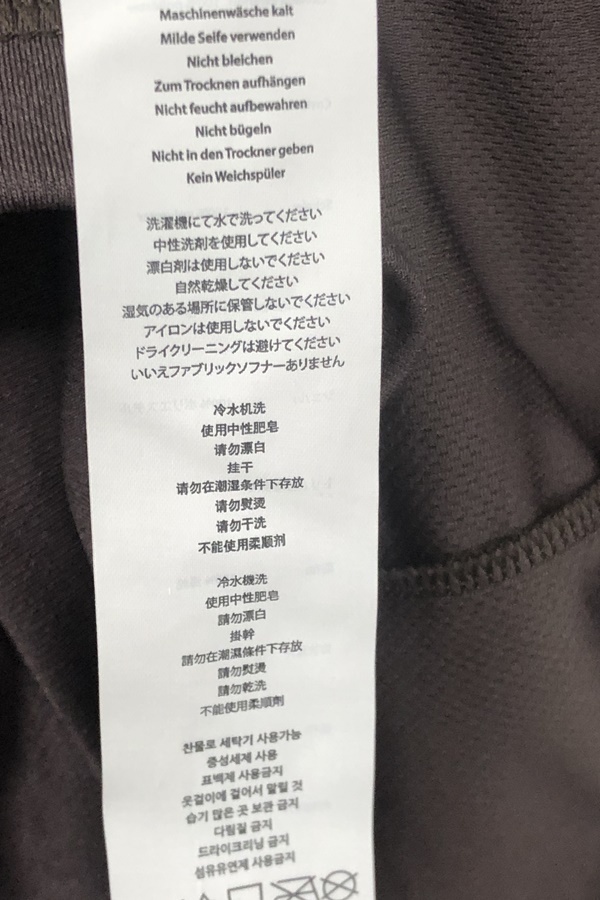 Maschinenwäsche kalt
Milde Seife verwenden
Nicht bleichen
Zum Trocknen aufhängen
Nicht feucht aufbewahren
Nicht bügeln
Nicht in den Trockner geben
Kein Weichspüler
洗濯機にて水で洗ってください
中性洗剤を使用してください
漂白剤は使用しないでください
自然乾燥してください
湿気のある場所に保管しないでください
アイロンは使用しないでください
ドライクリーニングは避けてください
いいえファブリックソフナーありません
冷水机洗
使用中性肥皂
请勿漂白
挂干
请勿在潮湿条件下存放
请勿熨烫
请勿干洗
不能使用柔顺剂
冷水機洗
使用中性肥皂
請勿漂白
掛幹
請勿在潮濕條件下存放
請勿熨燙
請勿乾洗
不能使用柔順劑
찬물로 세탁기 사용가능
중성세제 사용
표백제 사용금지
옷걸이에 걸어서 말릴 것
습기 많은 곳 보관 금지
다림질 금지
드라이크리닝 금지
섬유유연제 사용금지